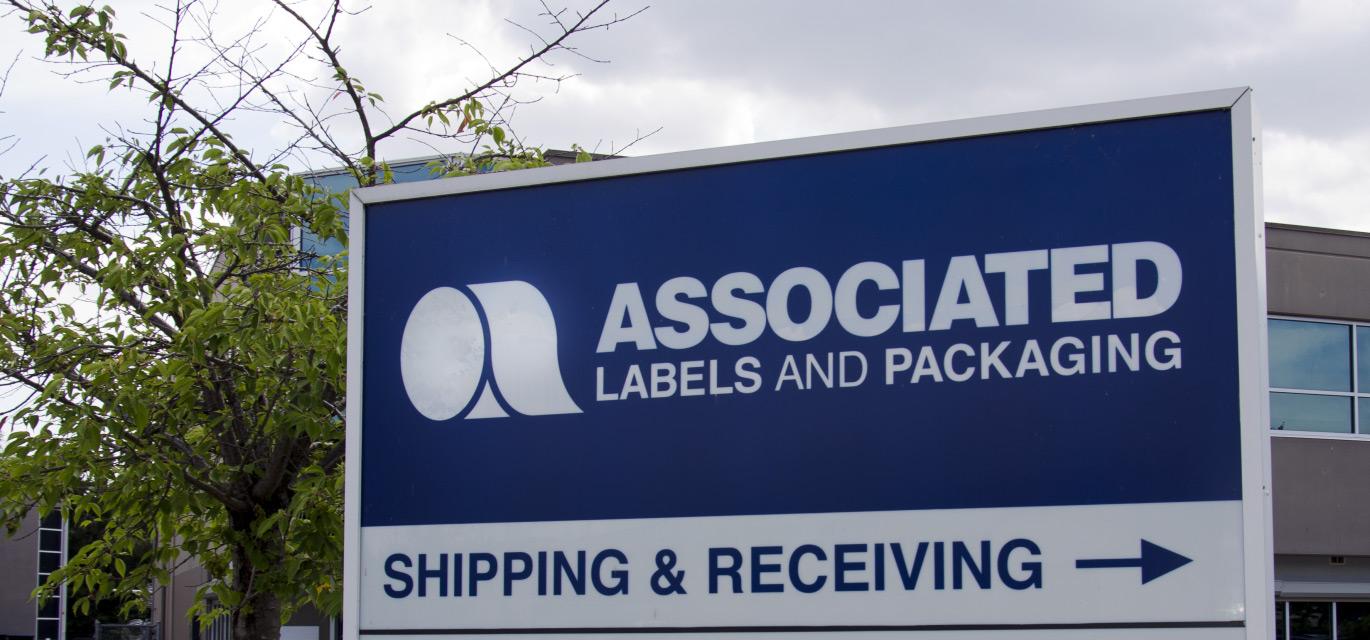 ASSOCIATED
LABELS AND PACKAGING
SHIPPING & RECEIVING